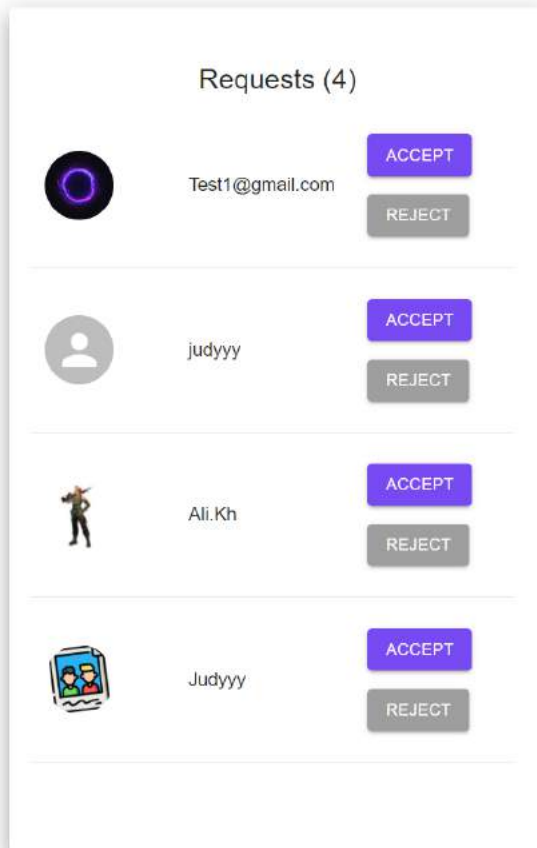 Requests (4)
Test1@gmail.com
ACCEPT
REJECT
judyyy
ACCEPT
REJECT
Ali.Kh
ACCEPT
REJECT
Judyyy
ACCEPT
REJECT